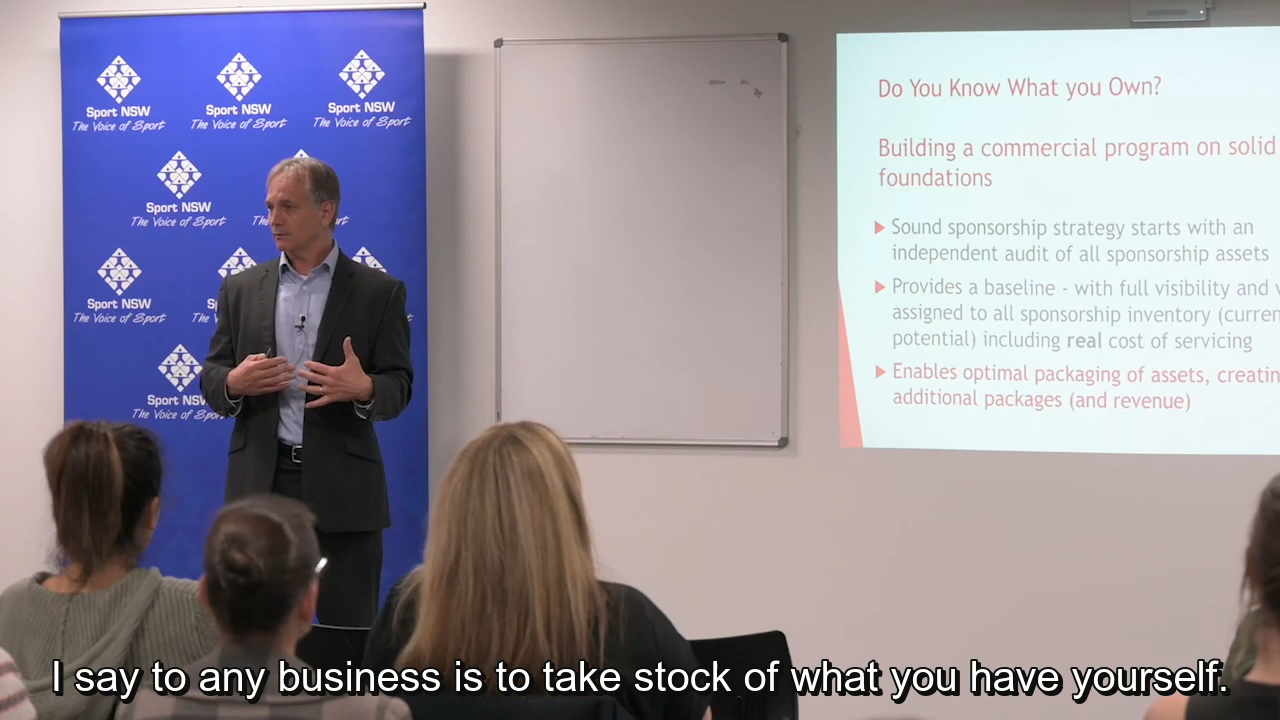 Sport NSW
The Voice of Sport
Sport NSW
The Voice of Sport
Sport NSW
The Voice of Sport
Sport NSW
The Voice of Sport
Sport NSW
The Voice of Sport
Sport NSW
The Voice of Sport
Do You Know What you Own?
Building a commercial program on solid
foundations
Sound sponsorship strategy starts with an
independent audit of all sponsorship assets
Provides a baseline - with full visibility and
assigned to all sponsorship inventory
potential) including real cost of servicing
Enables optimal packaging of assets,
additional packages (and revenue)
I say to any business is to take stock of what you have yourself.